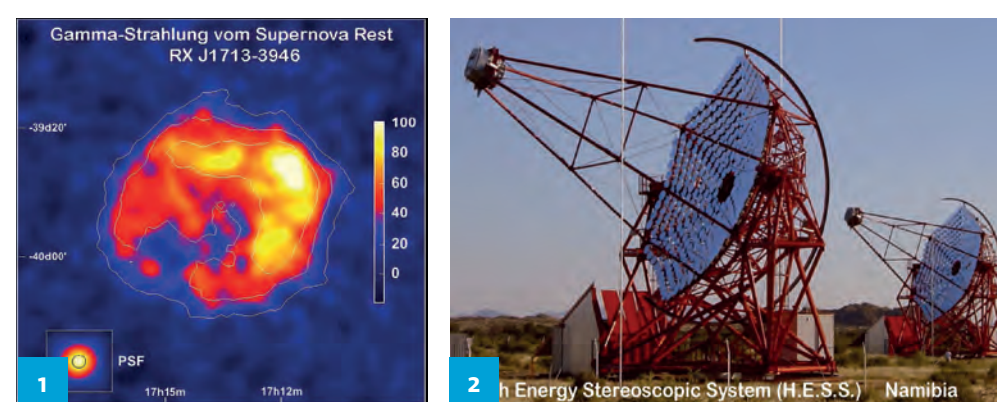 Gamma-Strahlung vom Supernova Rest
RX J1713-3946
-39d20'
-40d00'
100
80
60
40
20
0
PSF
17h15m
17h12m
1
2
h Energy Stereoscopic System (H.E.S.S.) Namibia